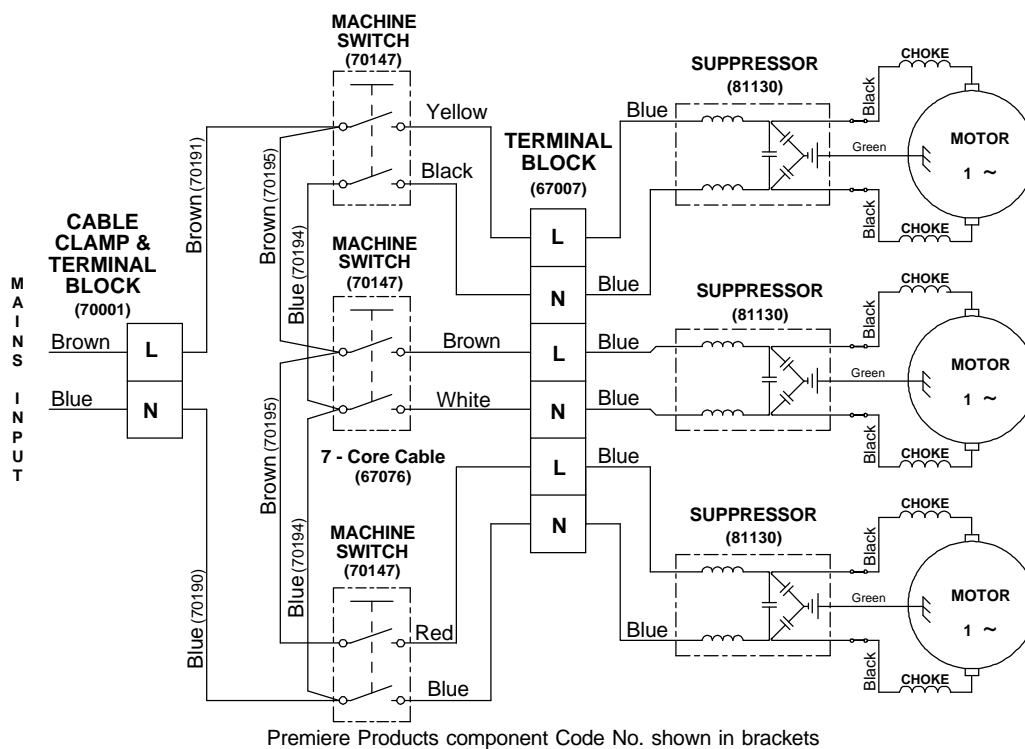 MAINS INPUT
CABLE
CLAMP &
TERMINAL
BLOCK
(70001)
Brown
L
Blue
N
Brown (70191)
Blue (70190)
MACHINE
SWITCH
(70147)
Yellow
Black
Brown (70195)
Blue (70194)
MACHINE
SWITCH
(70147)
Brown
White
7 - Core Cable
(67076)
Brown (70195)
Blue (70194)
MACHINE
SWITCH
(70147)
Red
Blue
TERMINAL
BLOCK
(67007)
L
N
L
N
L
N
SUPPRESSOR
(81130)
Blue
Blue
Black
CHOKE
Green
MOTOR
1 ~
Black
CHOKE
SUPPRESSOR
(81130)
Blue
Blue
Black
CHOKE
Green
MOTOR
1 ~
Black
CHOKE
SUPPRESSOR
(81130)
Blue
Blue
Black
CHOKE
Green
MOTOR
1 ~
Black
CHOKE
Premiere Products component Code No. shown in brackets